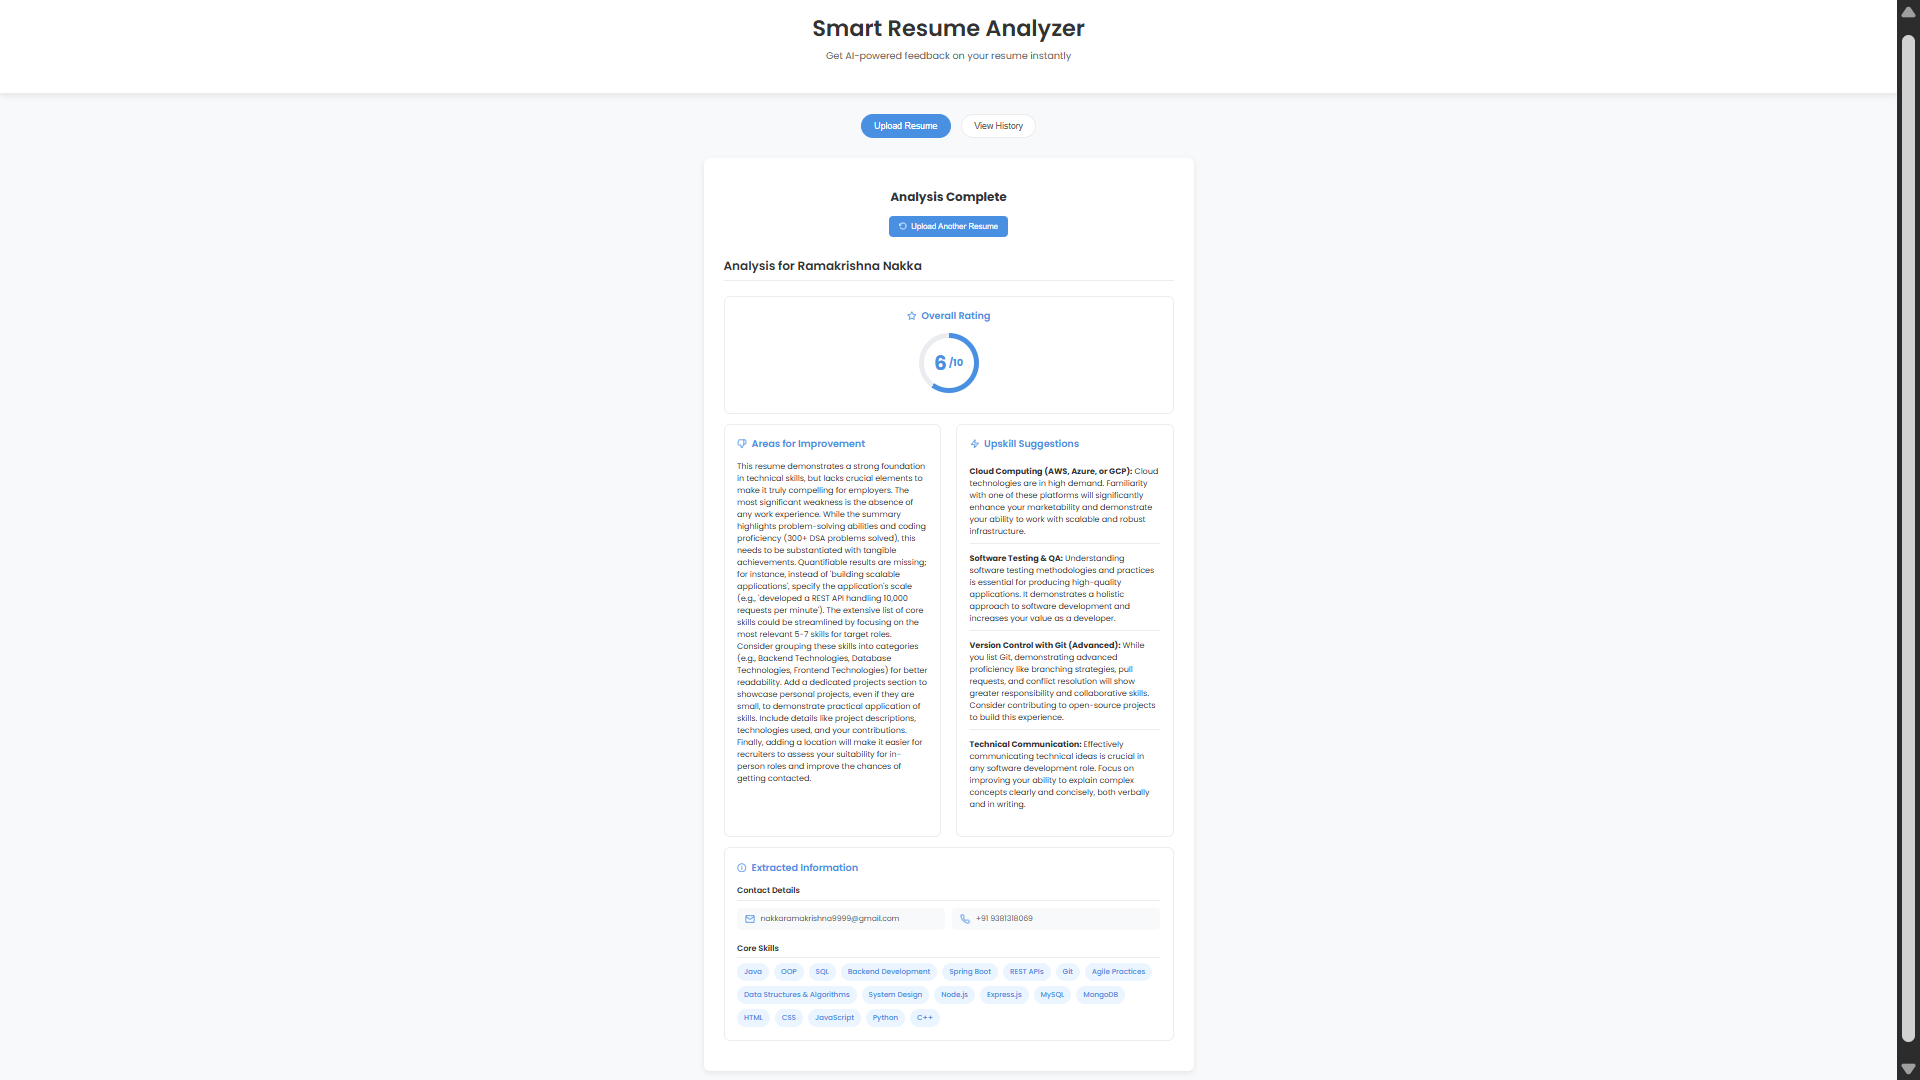 Smart Resume Analyzer
Get AI-powered feedback on your resume instantly
Upload Resume
View History
Analysis Complete
Upload Another Resume
Analysis for Ramakrishna Nakka
Overall Rating
6 /10
Areas for Improvement
This resume demonstrates a strong foundation
in technical skills, but lacks crucial elements to
make it truly compelling for employers. The
most significant weakness is the absence of
any work experience. While the summary
highlights problem-solving abilities and coding
proficiency (300+ DSA problems solved), this
needs to be substantiated with tangible
achievements. Quantifiable results are missing;
for instance, instead of 'building scalable
applications', specify the application's scale
(e.g., 'developed a REST API handling 10,000
requests per minute'). The extensive list of core
skills could be streamlined by focusing on the
most relevant 5-7 skills for target roles.
Consider grouping these skills into categories
(e.g., Backend Technologies, Database
Technologies, Frontend Technologies) for better
readability. Add a dedicated projects section to
showcase personal projects, even if they are
small, to demonstrate practical application of
skills. Include details like project descriptions,
technologies used, and your contributions.
Finally, adding a location will make it easier for
recruiters to assess your suitability for in-
person roles and improve the chances of
getting contacted.
Upskill Suggestions
Cloud Computing (AWS, Azure, or GCP): Cloud
technologies are in high demand. Familiarity
with one of these platforms will significantly
enhance your marketability and demonstrate
your ability to work with scalable and robust
infrastructure.
Software Testing & QA: Understanding
software testing methodologies and practices
is essential for producing high-quality
applications. It demonstrates a holistic
approach to software development and
increases your value as a developer.
Version Control with Git (Advanced): While
you list Git, demonstrating advanced
proficiency like branching strategies, pull
requests, and conflict resolution will show
greater responsibility and collaborative skills.
Consider contributing to open-source projects
to build this experience.
Technical Communication: Effectively
communicating technical ideas is crucial in
any software development role. Focus on
improving your ability to explain complex
concepts clearly and concisely, both verbally
and in writing.
Extracted Information
Contact Details
nakkaramakrishna9999@gmail.com
+91 9381318069
Core Skills
Java OOP SQL Backend Development Spring Boot REST APIs Git Agile Practices
Data Structures & Algorithms System Design Node.js Express.js MySQL MongoDB
HTML CSS JavaScript Python C++